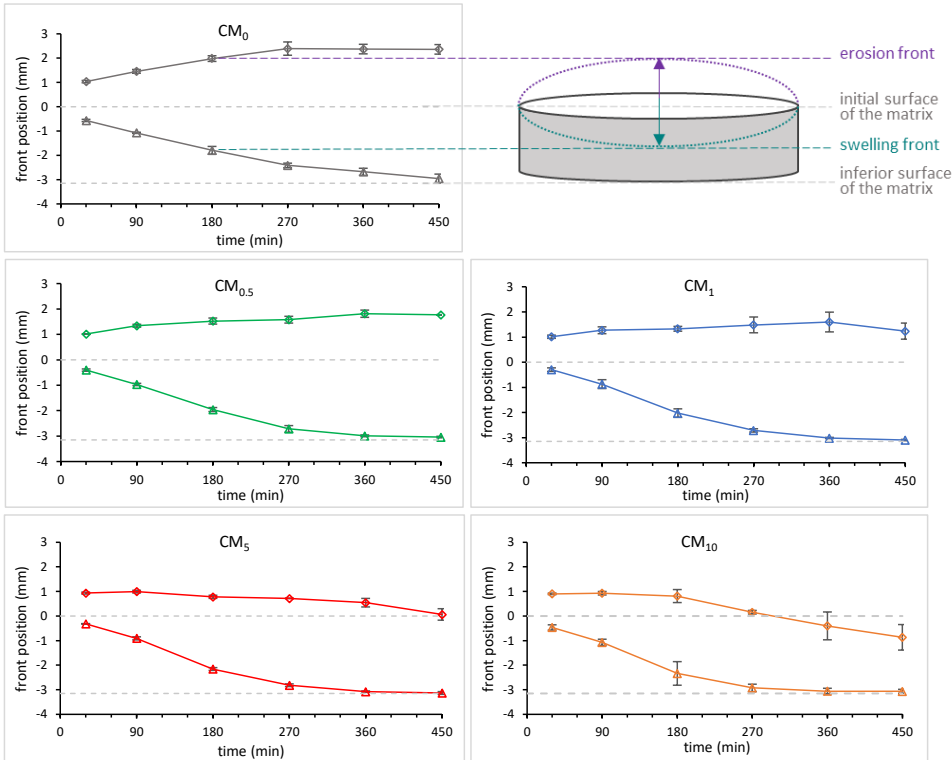 CM0
front position (mm)
3
2
1
0
-1
-2
-3
-4
0 90 180 270 360 450
time (min)
erosion front
initial surface
of the matrix
swelling front
inferior surface
of the matrix
CM0.5
front position (mm)
3
2
1
0
-1
-2
-3
-4
0 90 180 270 360 450
time (min)
CM1
front position (mm)
3
2
1
0
-1
-2
-3
-4
0 90 180 270 360 450
time (min)
CM5
front position (mm)
3
2
1
0
-1
-2
-3
-4
0 90 180 270 360 450
time (min)
CM10
front position (mm)
3
2
1
0
-1
-2
-3
-4
0 90 180 270 360 450
time (min)